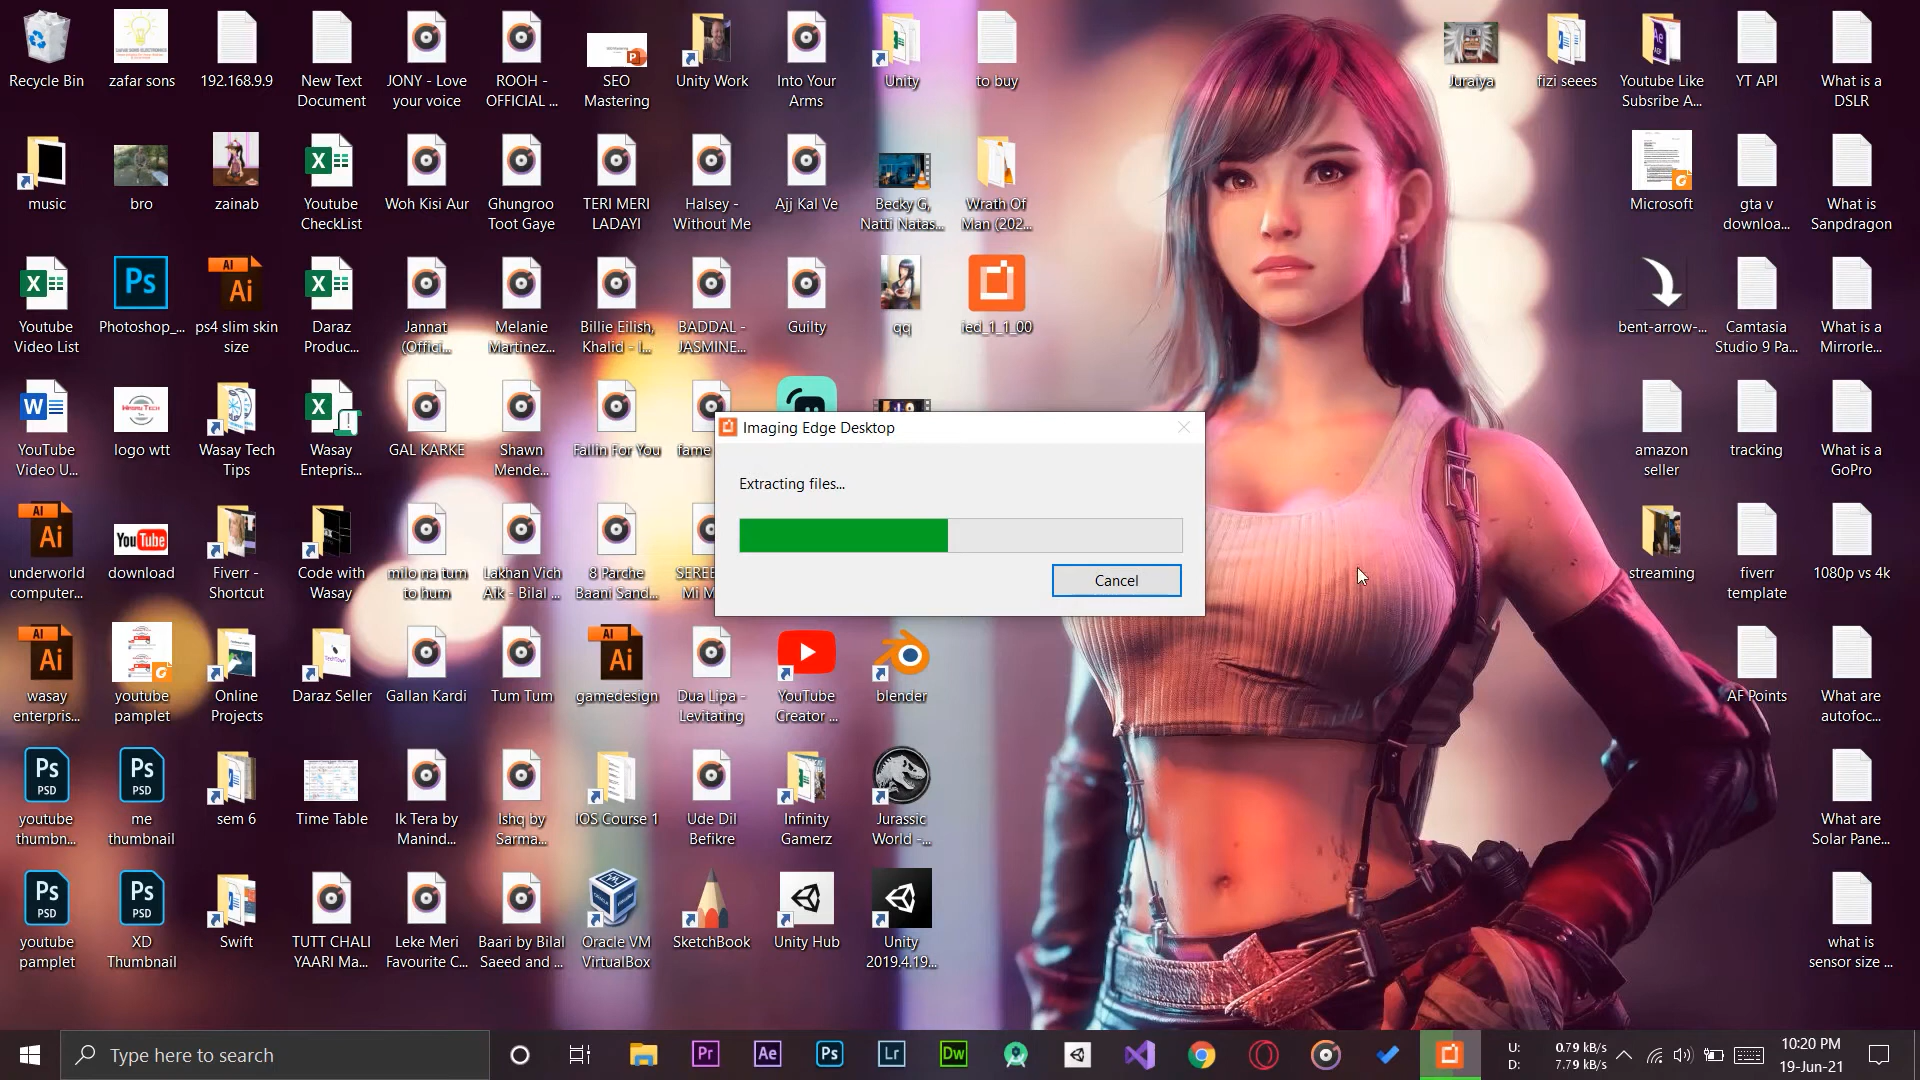 Recycle Bin
zafar sons
192.168.9.9
New Text
Document
JONY - Love
your voice
ROOH -
OFFICIAL ...
SEO
Mastering
Unity Work
Into Your
Arms
Unity
to buy
Juraiya
fizi seees
Youtube Like
Subsribe A...
YT API
What is a
DSLR
music
bro
zainab
Youtube
CheckList
Woh Kisi Aur
Ghungroo
Toot Gaye
TERI MERI
LADAYI
Halsey -
Without Me
Ajj Kal Ve
Becky G,
Natti Natas...
Wrath Of
Man (202...
Microsoft
gta v
downloa...
What is
Sanpdragon
Youtube
Video List
Photoshop_...
ps4 slim skin
size
Daraz
Produc...
Jannat
(Offici...
Melanie
Martinez...
Billie Eilish,
Khalid - l...
BADDAL -
JASMINE...
Guilty
qq
ied_1_1_00
bent-arrow-...
Camtasia
Studio 9 Pa...
What is a
Mirrorle...
YouTube
Video U...
logo wtt
Wasay Tech
Tips
Wasay
Entepris...
GAL KARKE
Shawn
Mende...
Fallin For You
fame
amazon
seller
tracking
What is a
GoPro
Imaging Edge Desktop
Extracting files...
Cancel
underworld
computer...
download
Fiverr -
Shortcut
Code with
Wasay
milo na tum
to hum
Lakhan Vich
Aik - Bilal ...
8 Parche
Baani Sand...
streaming
fiverr
template
1080p vs 4k
wasay
enterpris...
youtube
pamplet
Online
Projects
Daraz Seller
Gallan Kardi
Tum Tum
gamedesign
Dua Lipa -
Levitating
YouTube
Creator ...
blender
AF Points
What are
autofoc...
youtube
thumbn...
me
thumbnail
sem 6
Time Table
Ik Tera by
Manind...
Ishq by
Sarma...
IOS Course 1
Ude Dil
Befikre
Infinity
Gamerz
Jurassic
World -...
What are
Solar Pane...
youtube
pamplet
XD
Thumbnail
Swift
TUTT CHALI
YAARI Ma...
Leke Meri
Favourite C...
Baari by Bilal
Saeed and ...
Oracle VM
VirtualBox
SketchBook
Unity Hub
Unity
2019.4.19...
what is
sensor size ...
Type here to search
U: 0.79 kB/s
D: 7.79 kB/s
10:20 PM
19-Jun-21